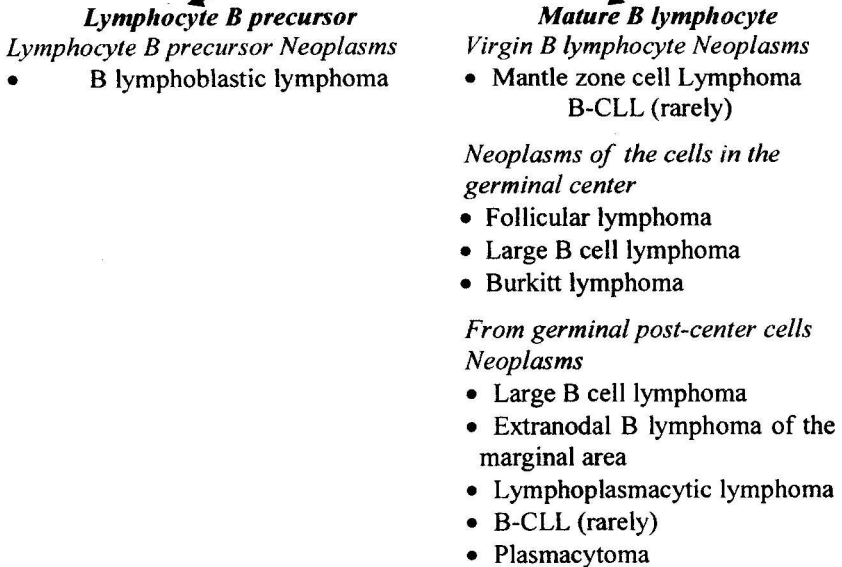 Lymphocyte B precursor
Lymphocyte B precursor Neoplasms
• B lymphoblastic lymphoma
Mature B lymphocyte
Virgin B lymphocyte Neoplasms
• Mantle zone cell Lymphoma
B-CLL (rarely)
Neoplasms of the cells in the
germinal center
• Follicular lymphoma
• Large B cell lymphoma
• Burkitt lymphoma
From germinal post-center cells
Neoplasms
• Large B cell lymphoma
• Extranodal B lymphoma of the
marginal area
• Lymphoplasmacytic lymphoma
• B-CLL (rarely)
• Plasmacytoma